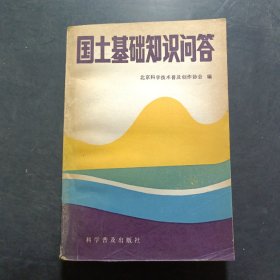 国土基础知识问答
北京科学技术普及创作协会 编
科学普及出版社